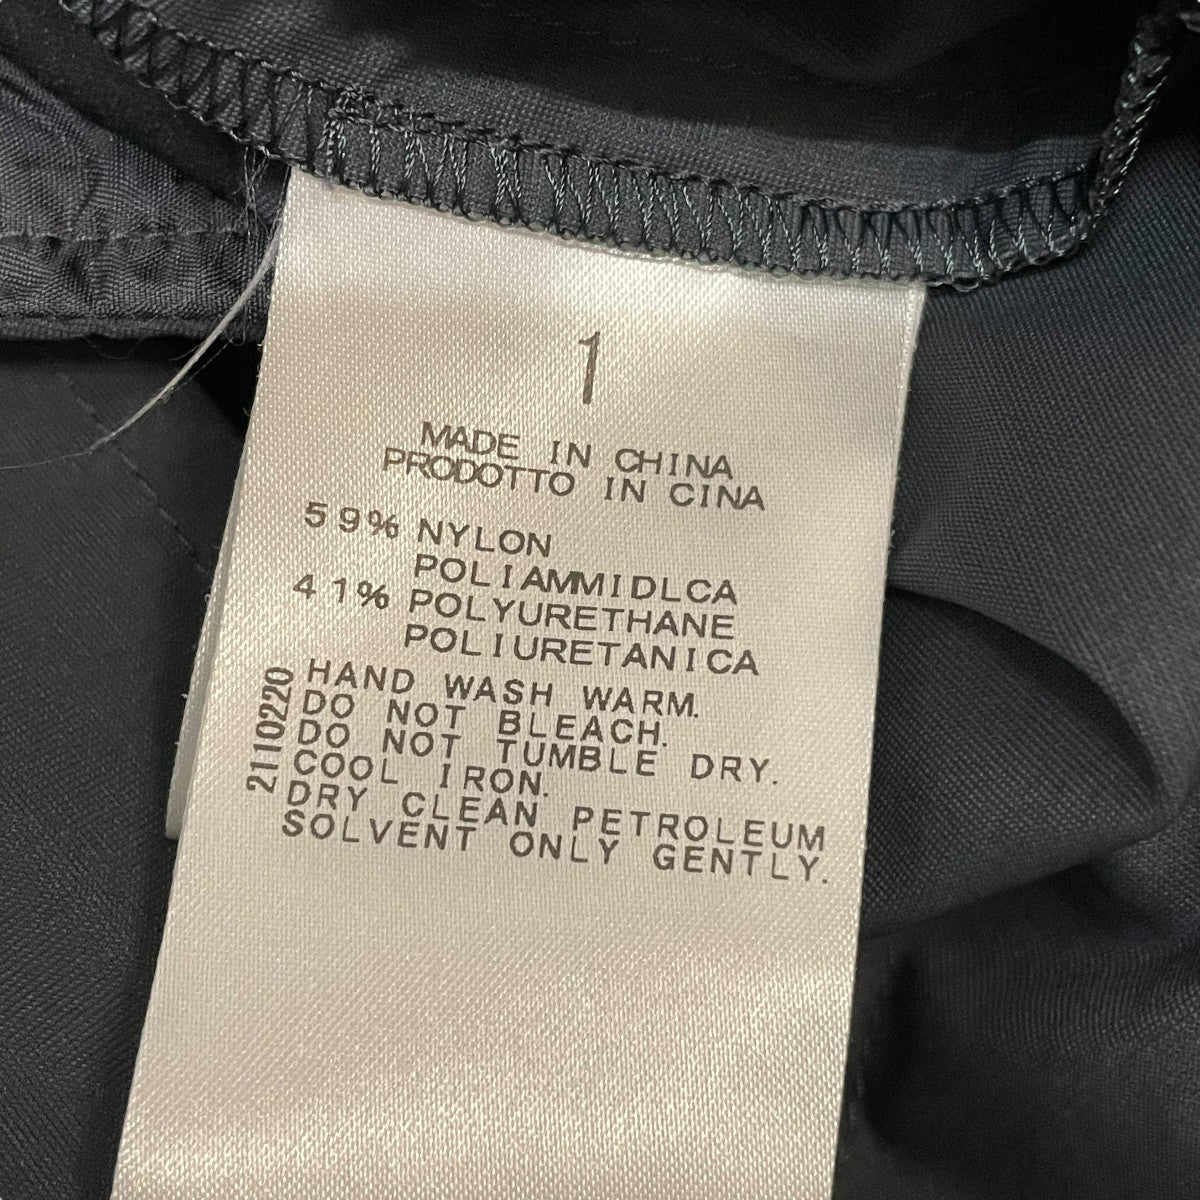 1
MADE IN CHINA
PRODOTTO IN CINA
59% NYLON
POLIAMMIDLCA
41% POLYURETHANE
POLIURETANICA
HAND WASH WARM.
DO NOT BLEACH.
DO NOT TUMBLE DRY.
COOL IRON.
DRY CLEAN PETROLEUM
SOLVENT ONLY GENTLY.
2110220